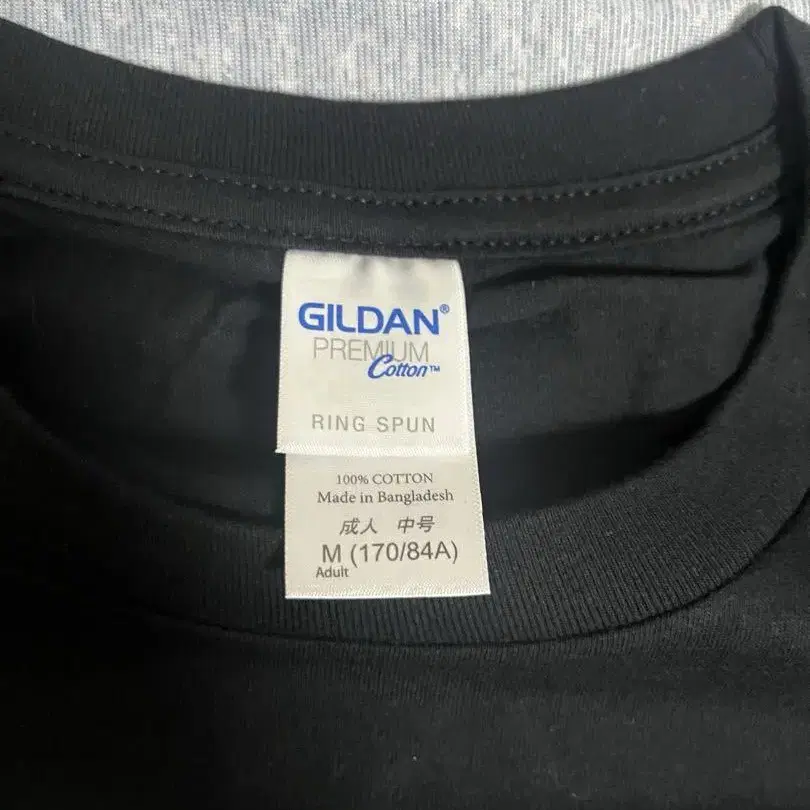 GILDAN®
PREMIUM
Cotton™
RING SPUN
100% COTTON
Made in Bangladesh
成人 中号
M (170/84A)
Adult